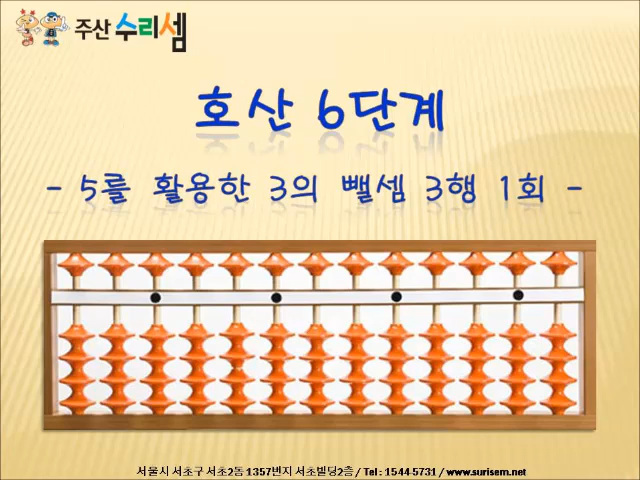 주산 수리셈
호산 6단계
- 5를 활용한 3의 뺄셈 3행 1회 -
서울시 서초구 서초2동 1357번지 서초빌딩2층 / Tel : 1544-5731 / www.surisem.net